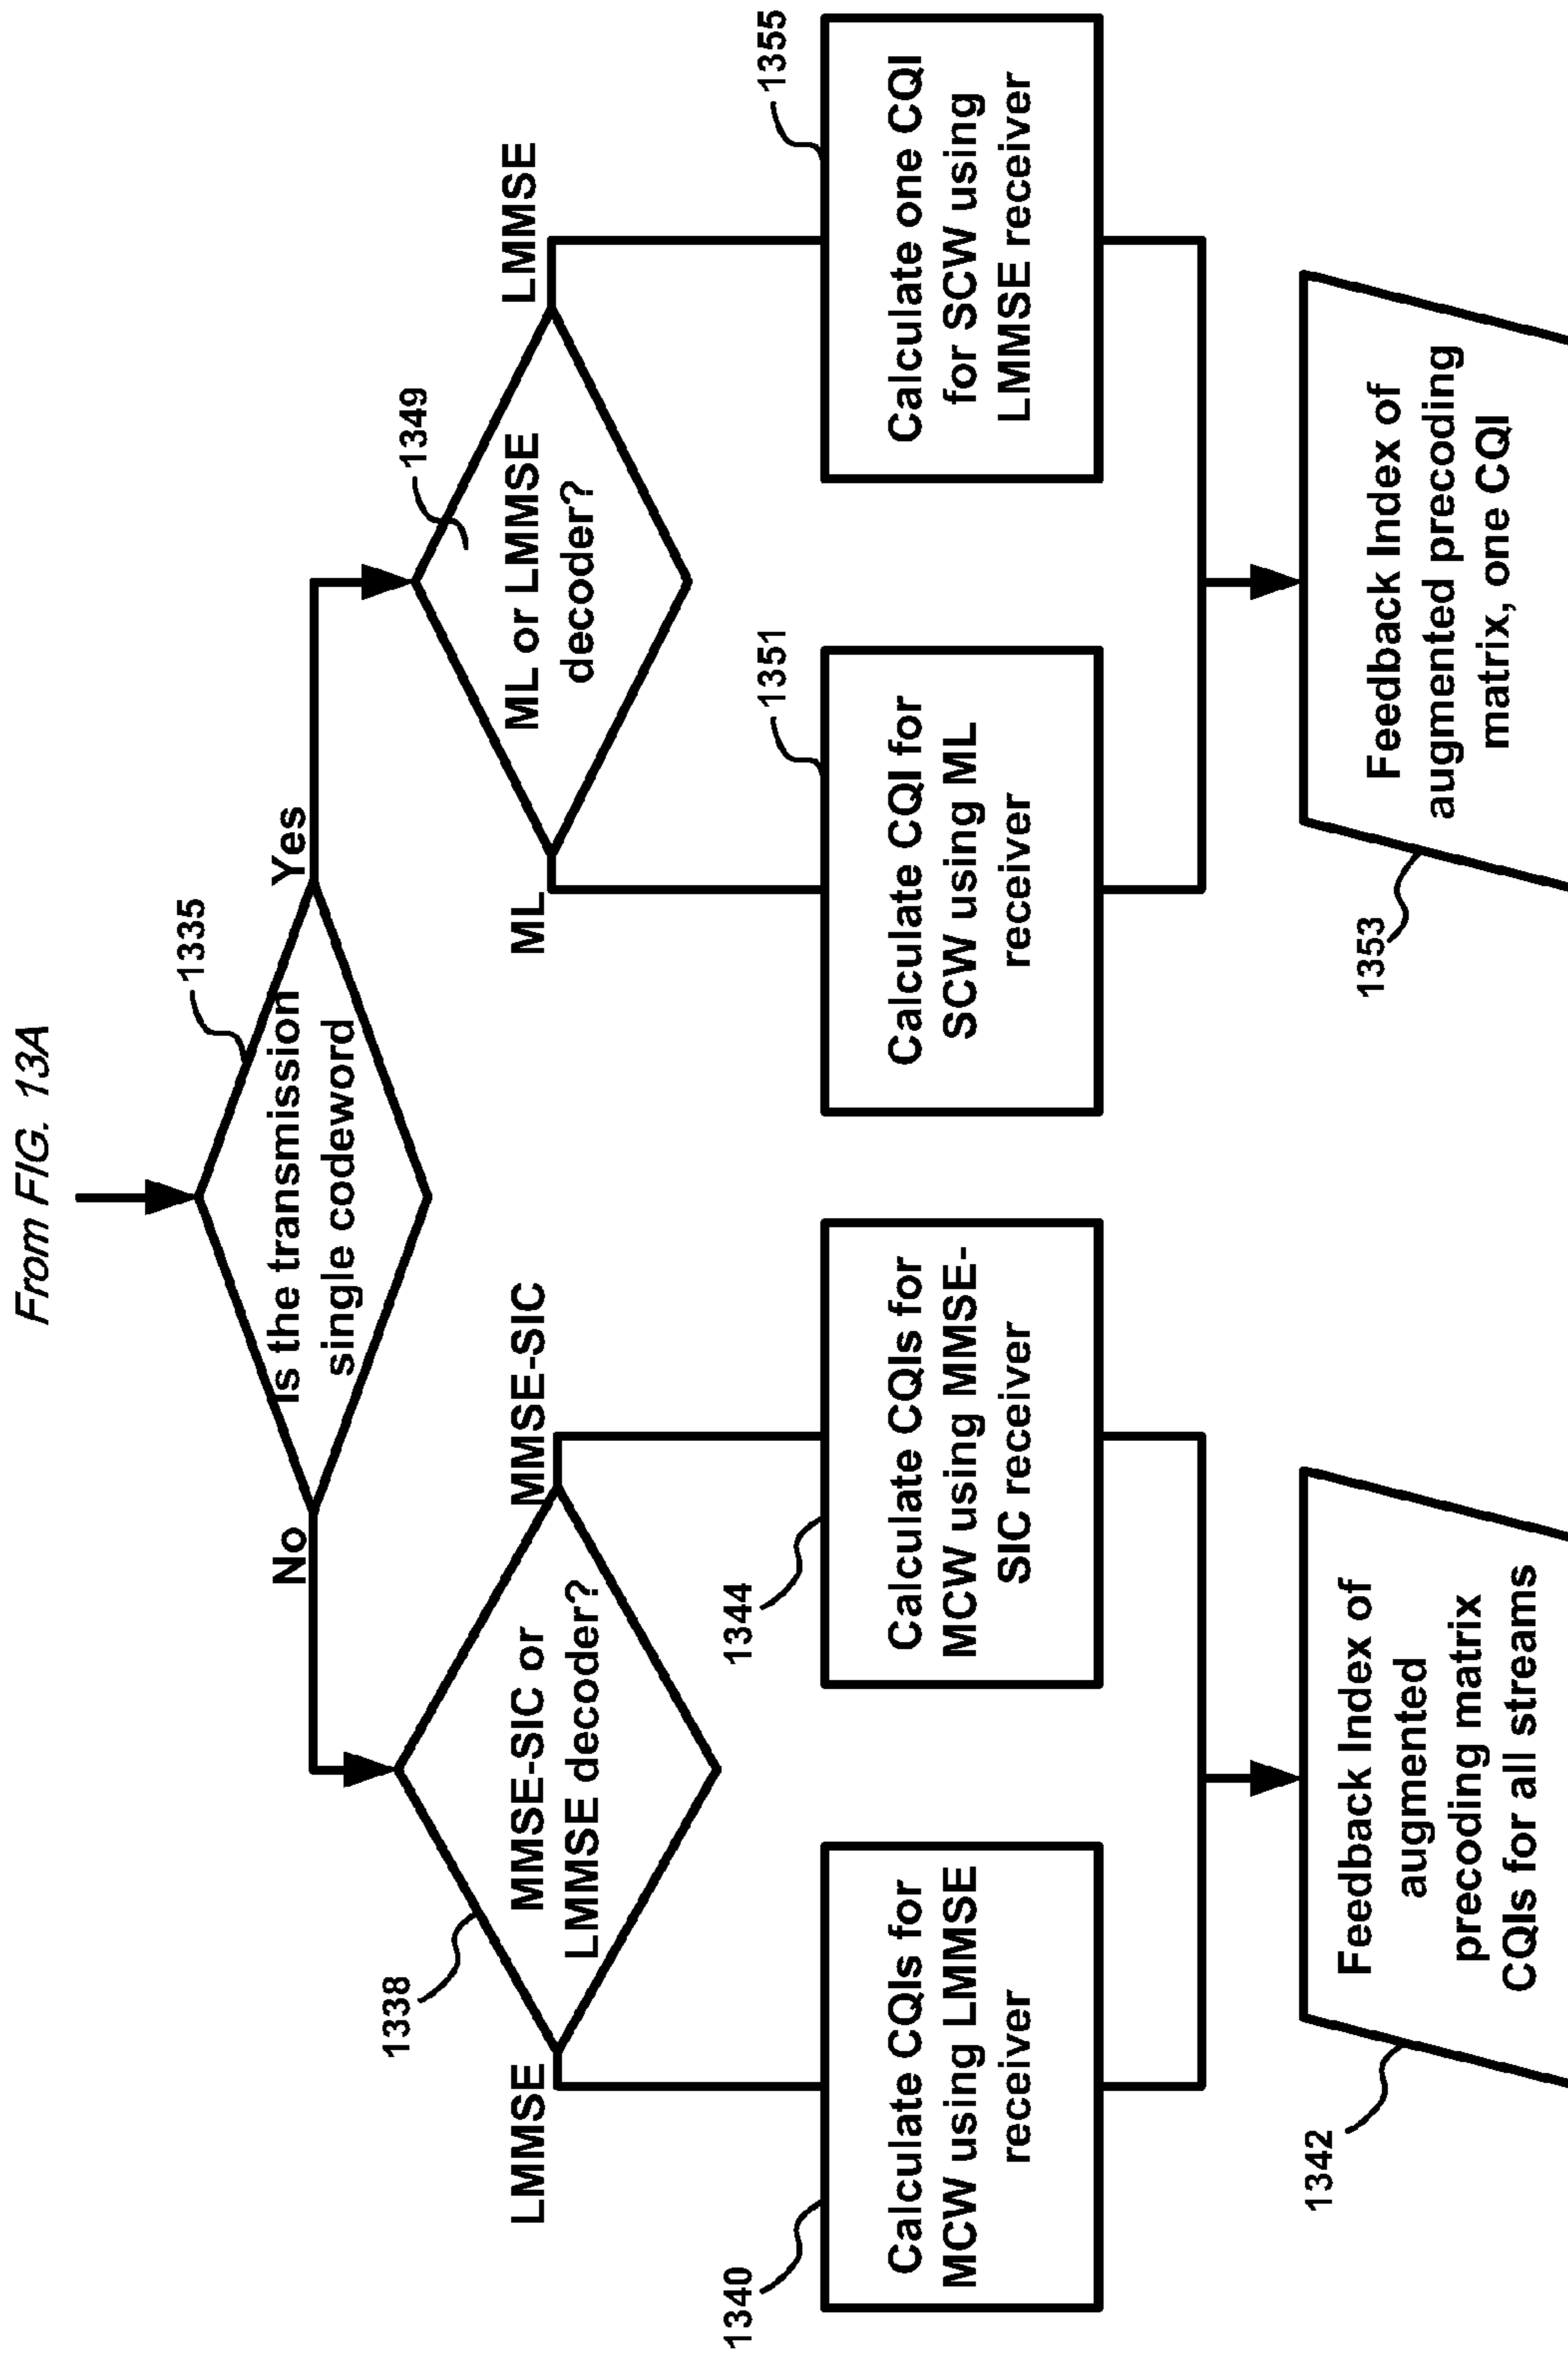 From FIG. 13A
1335
Is the transmission
single codeword
No
Yes
1338
MMSE-SIC or
LMMSE decoder?
LMMSE
MMSE-SIC
1349
ML or LMMSE
decoder?
ML
LMMSE
1340
Calculate CQIs for
MCW using LMMSE
receiver
1344
Calculate CQIs for
MCW using MMSE-
SIC receiver
1351
Calculate CQI for
SCW using ML
receiver
1355
Calculate one CQI
for SCW using
LMMSE receiver
1342
Feedback Index of
augmented
precoding matrix
CQIs for all streams
1353
Feedback Index of
augmented precoding
matrix, one CQI